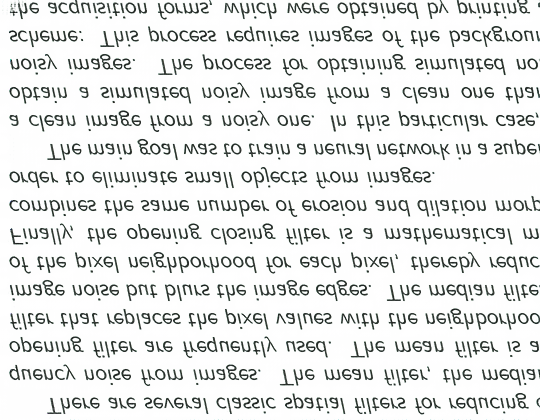 There are several classic spatial filters for reducing
quency noise from images. The mean filter, the median
opening filter are frequently used. The mean filter is a
filter that replaces the pixel values with the neighborhoo
image noise but blurs the image edges. The median filte
of the pixel neighborhood for each pixel, thereby reduc
Finally, the opening closing filter is a mathematical m
combines the same number of erosion and dilation morp
order to eliminate small objects from images.
The main goal was to train a neural network in a super
a clean image from a noisy one. In this particular case,
obtain a simulated noisy image from a clean one than
noisy images. The process for obtaining simulated no
scheme: This process requires images of the backgroun
the acquisition forms, which were obtained by printing